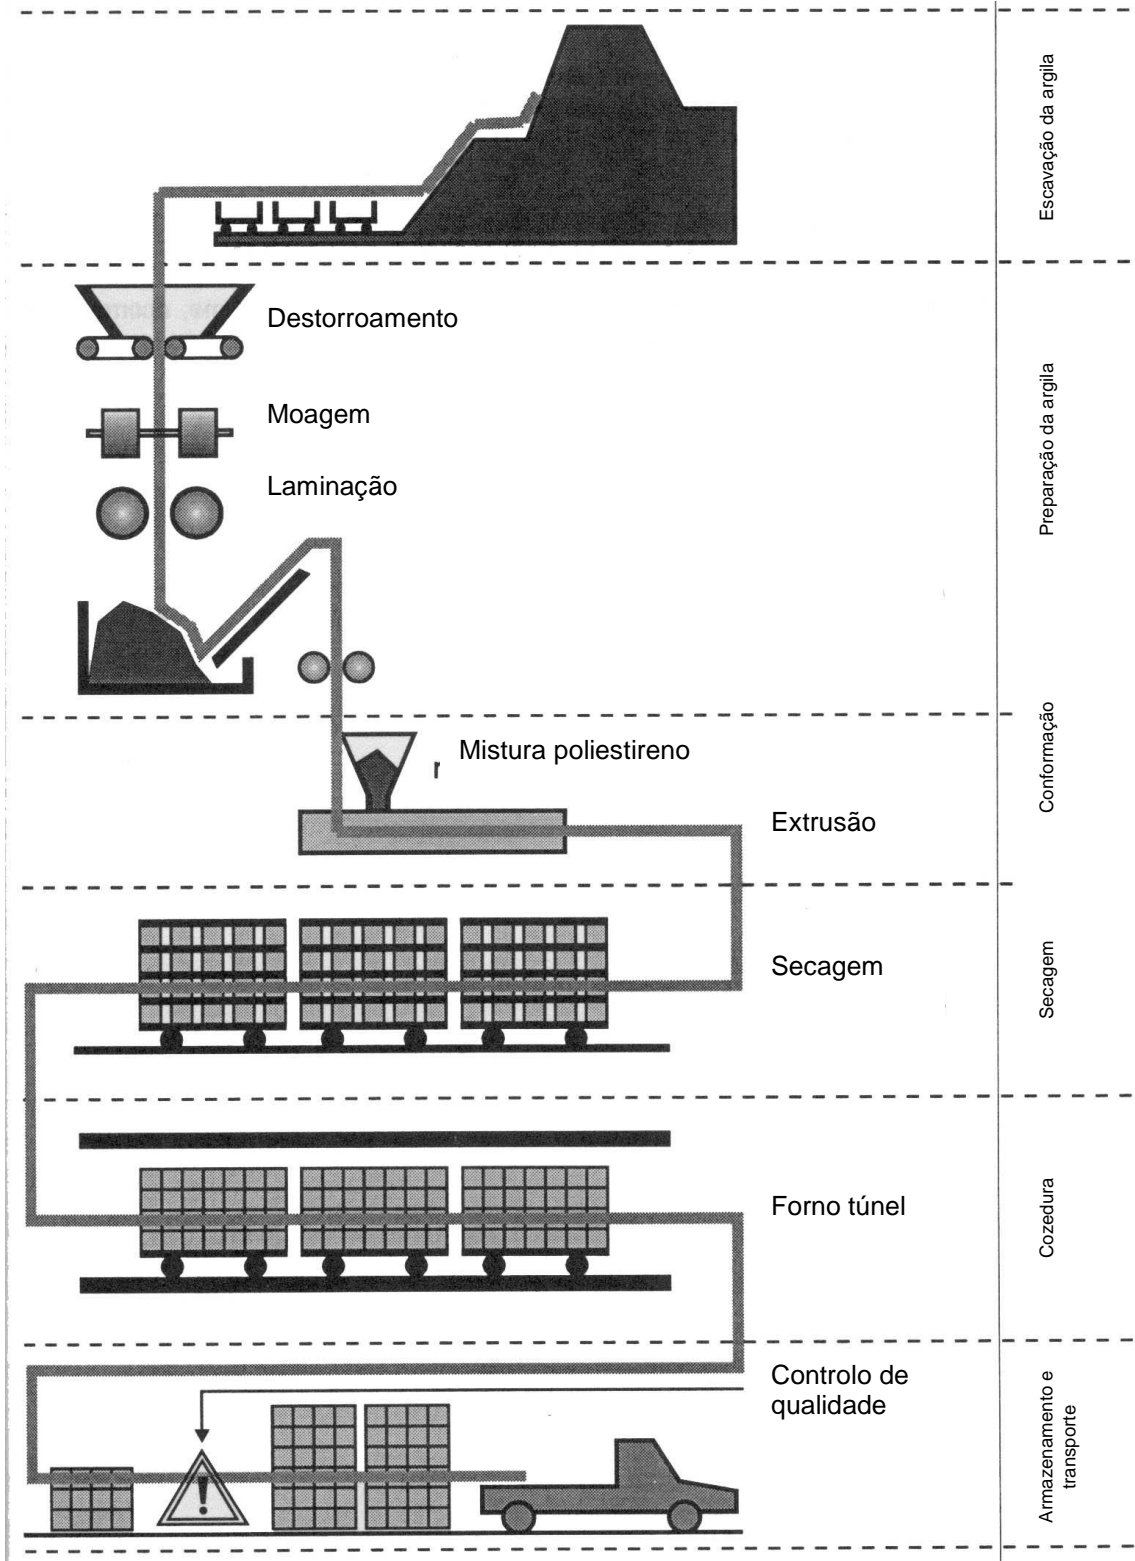 Escavação da argila
Destorroamento
Moagem
Laminação
Preparação da argila
Mistura poliestireno
Extrusão
Conformação
Secagem
Secagem
Forno túnel
Cozedura
Controlo de
qualidade
!
Armazenamento e
transporte